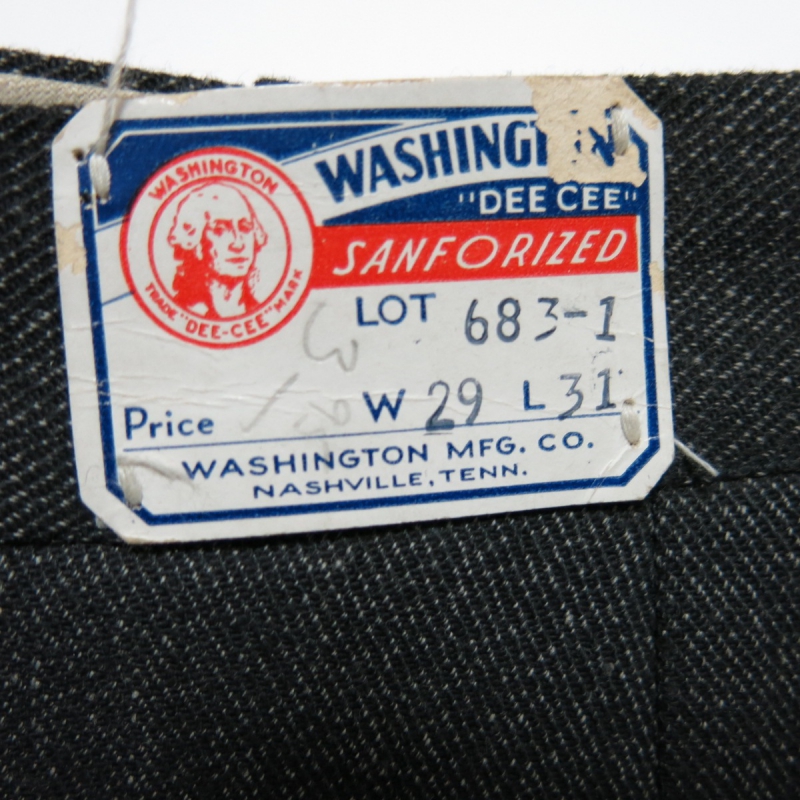 WASHINGTON
"DEE CEE"
SANFORIZED
WASHINGTON
TRADE "DEE-CEE" MARK
LOT 683-1
W 29 L 31
Price
WASHINGTON MFG. CO.
NASHVILLE, TENN.